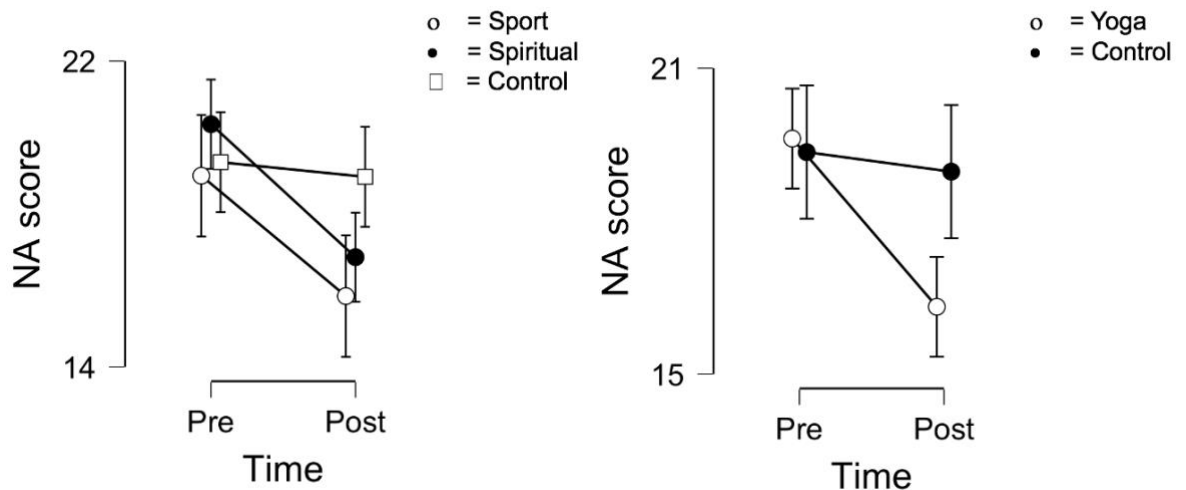 o = Sport
● = Spiritual
□ = Control
22
NA score
14
Pre Post
Time
o = Yoga
● = Control
21
NA score
15
Pre Post
Time